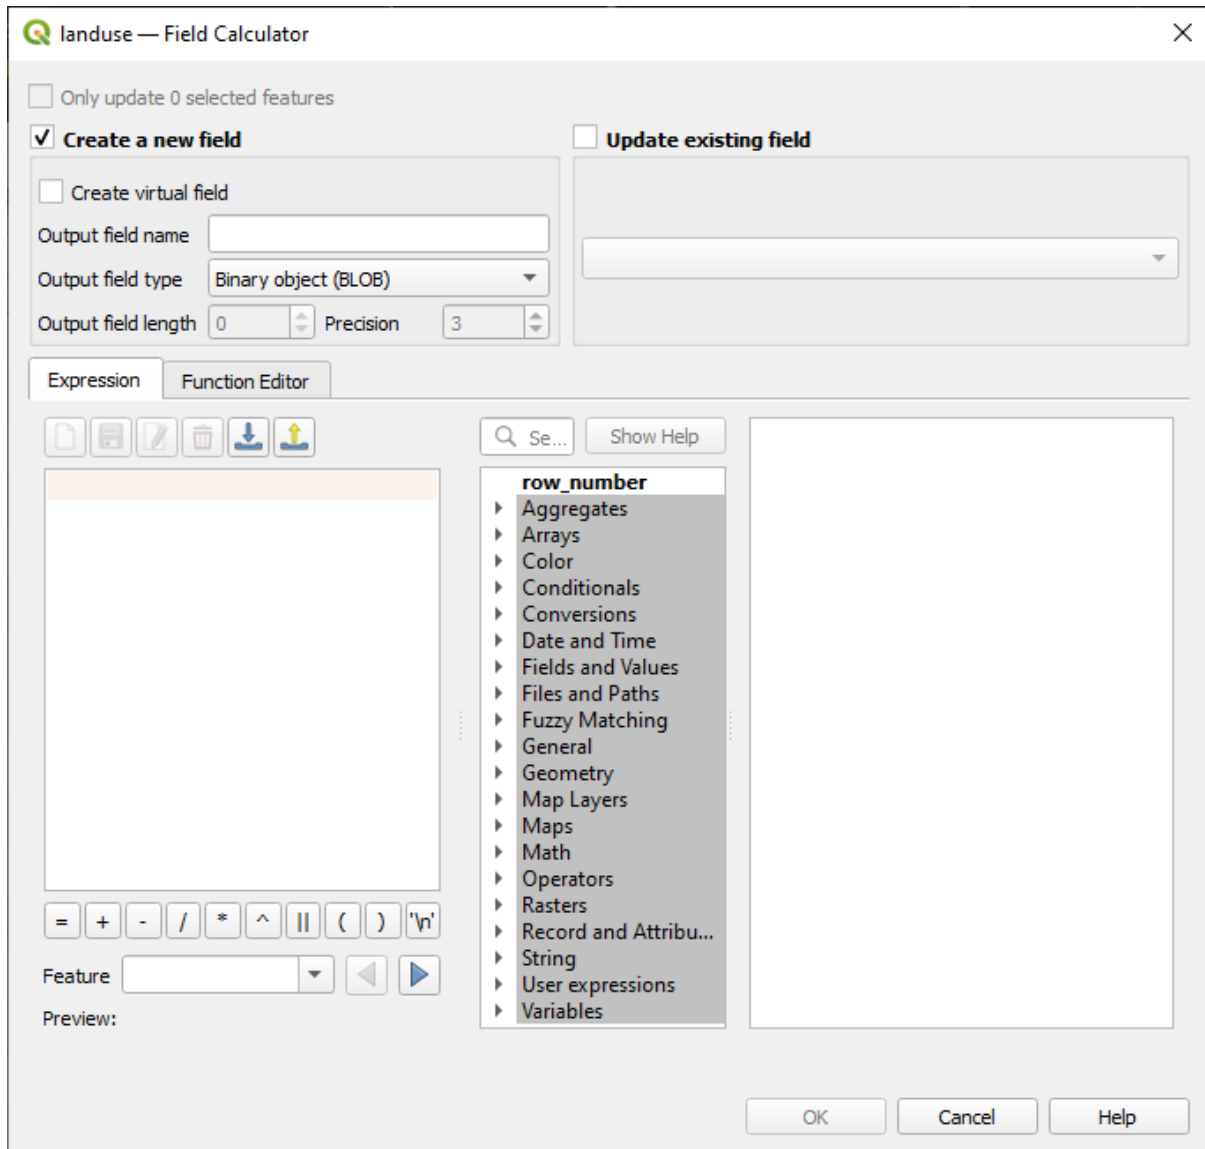 landuse — Field Calculator
Only update 0 selected features
Create a new field
Update existing field
Create virtual field
Output field name
Output field type Binary object (BLOB)
Output field length 0 Precision 3
Expression Function Editor
Se... Show Help
row_number
Aggregates
Arrays
Color
Conditionals
Conversions
Date and Time
Fields and Values
Files and Paths
Fuzzy Matching
General
Geometry
Map Layers
Maps
Math
Operators
Rasters
Record and Attribu...
String
User expressions
Variables
= + - / * ^ || ( ) '\n'
Feature
Preview:
OK Cancel Help